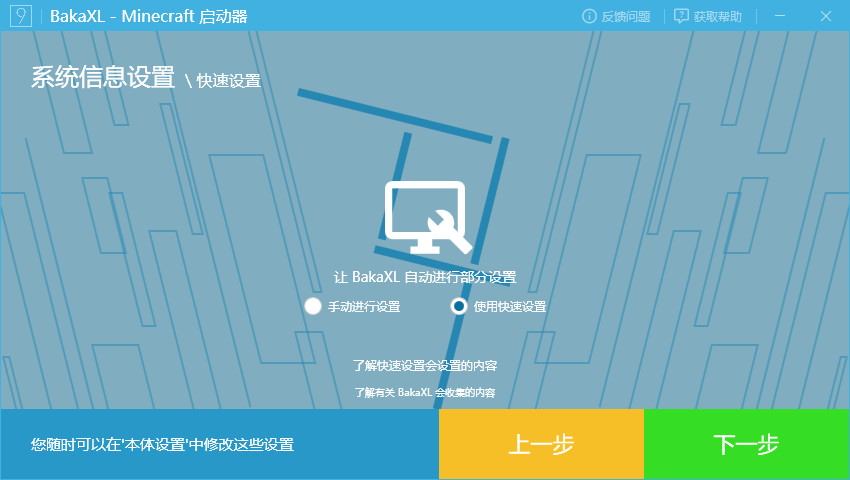 BakaXL - Minecraft 启动器
反馈问题
获取帮助
系统信息设置 \ 快速设置
让 BakaXL 自动进行部分设置
手动进行设置
使用快速设置
了解快速设置会设置的内容
了解有关 BakaXL 会收集的内容
您随时可以在'本体设置'中修改这些设置
上一步
下一步